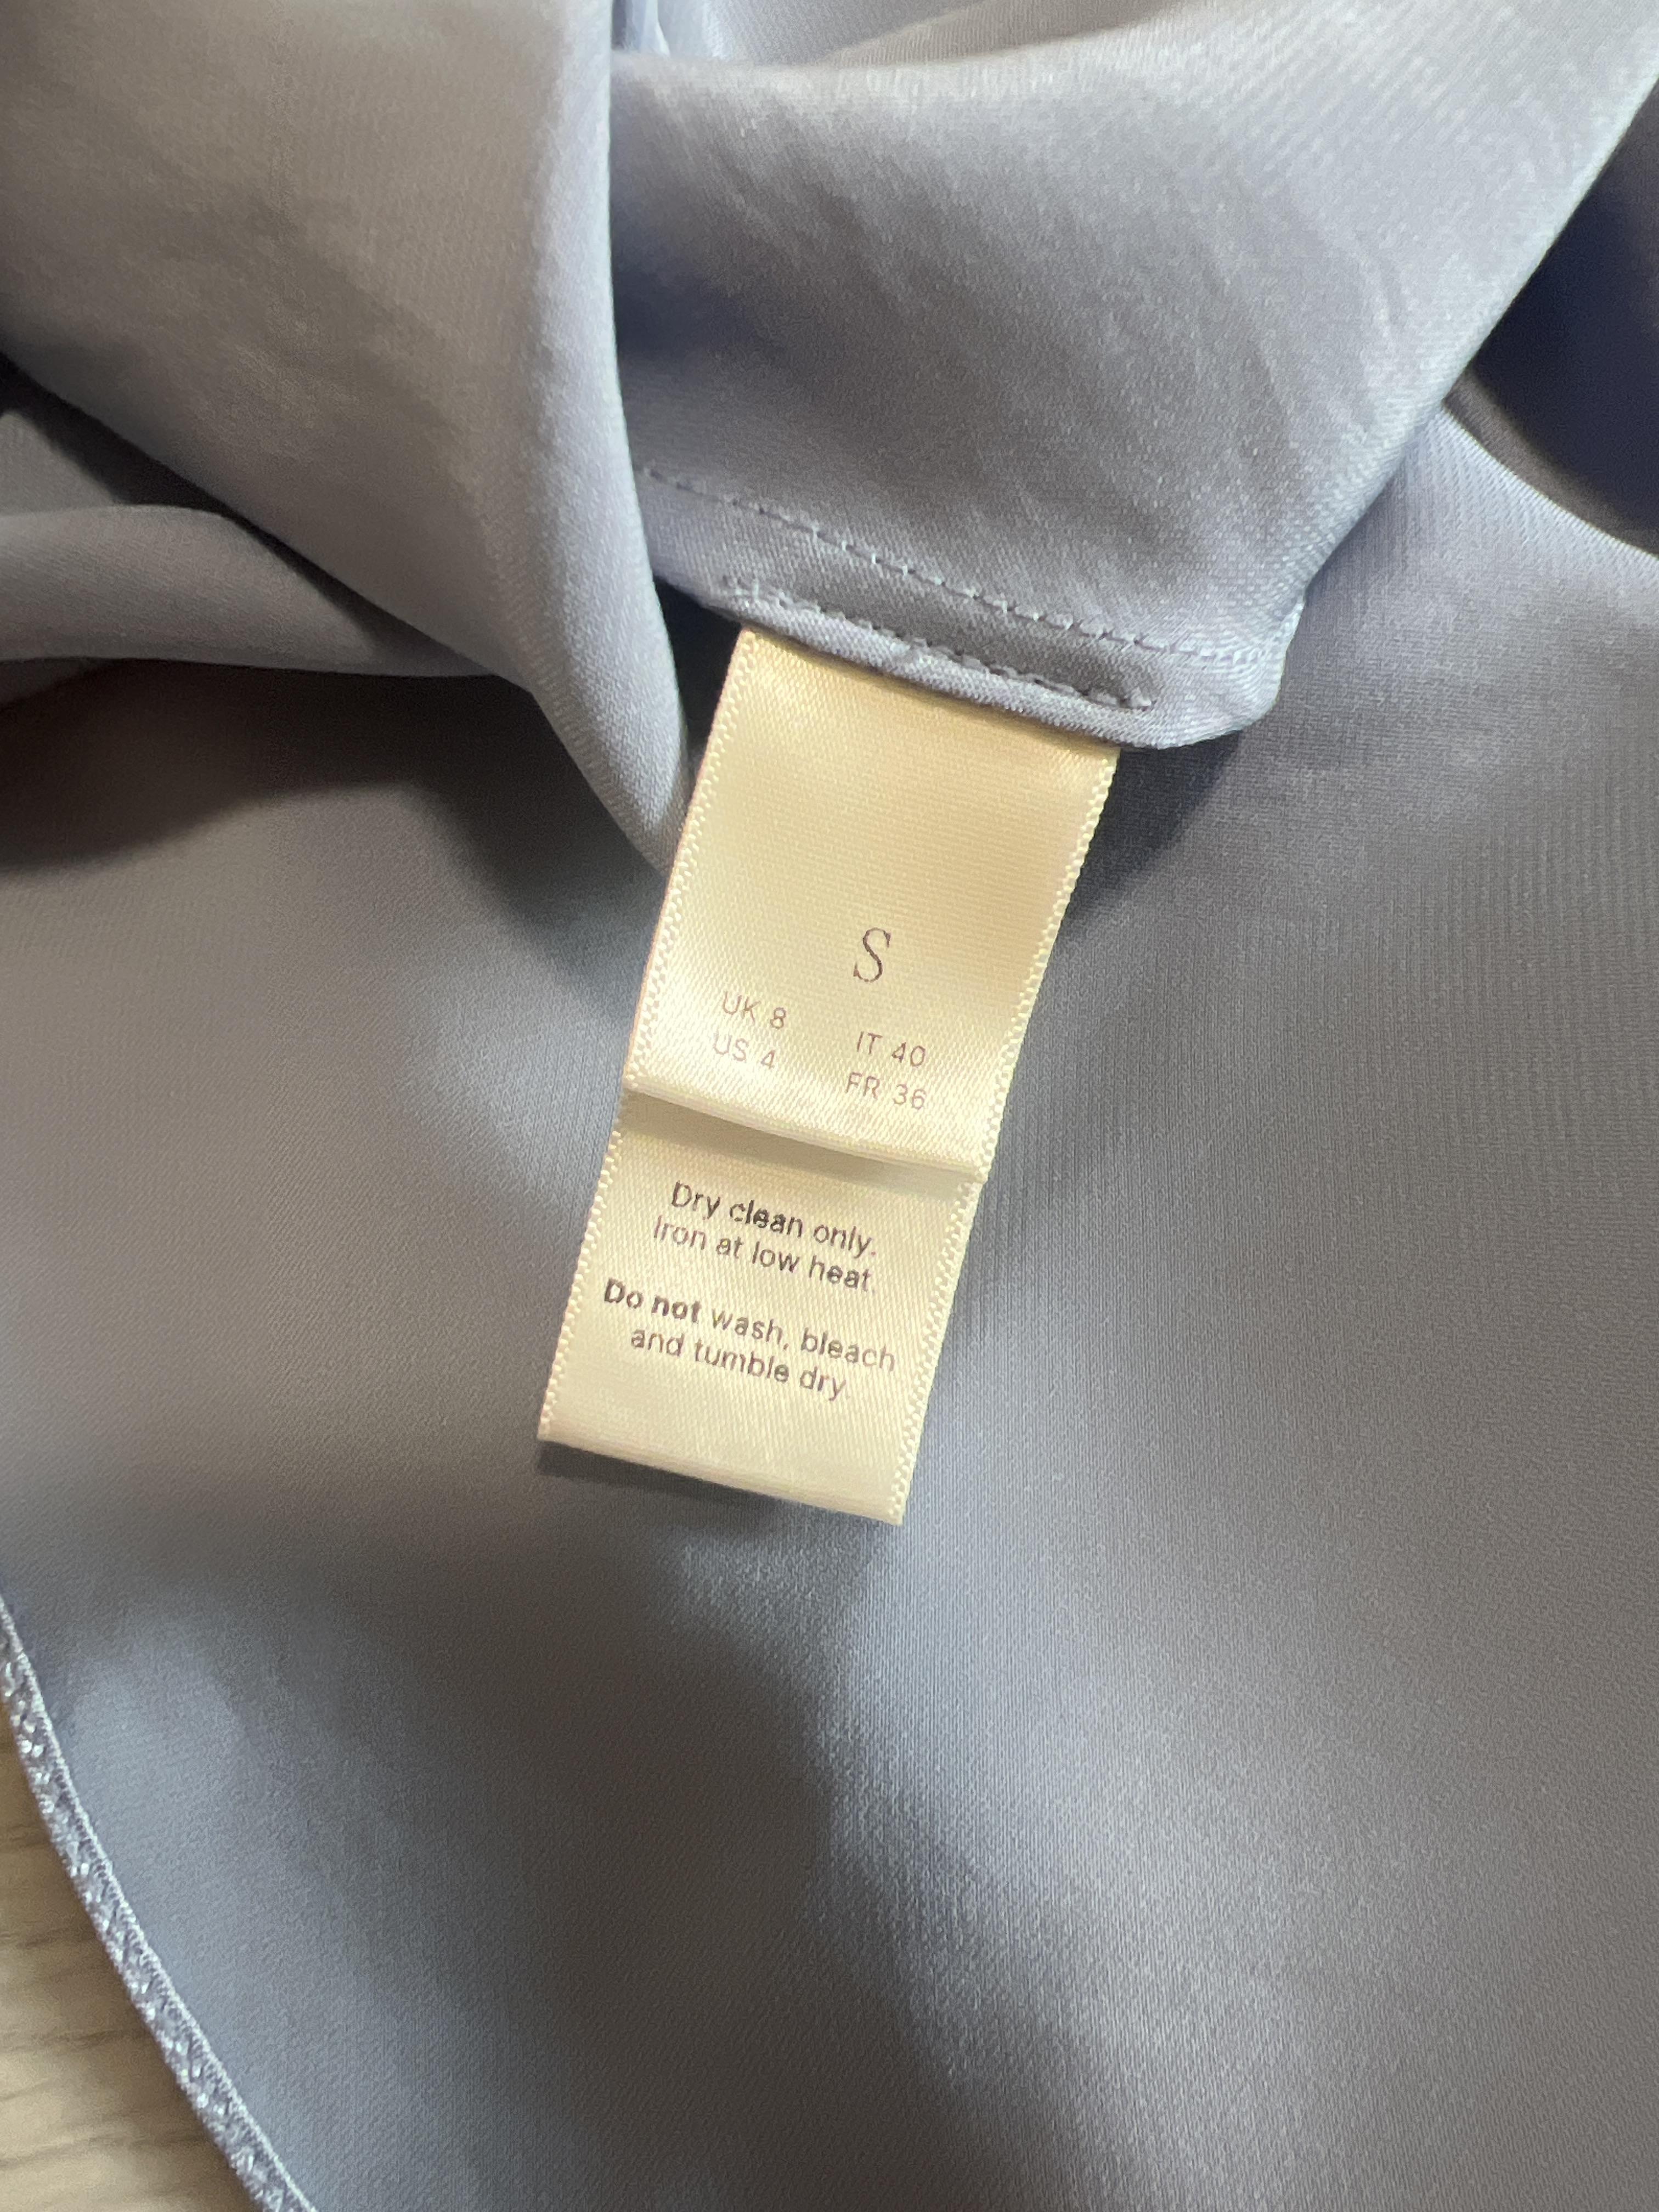 S
UK 8 IT 40
US 4 FR 36
Dry clean only.
Iron at low heat.
Do not wash, bleach
and tumble dry.